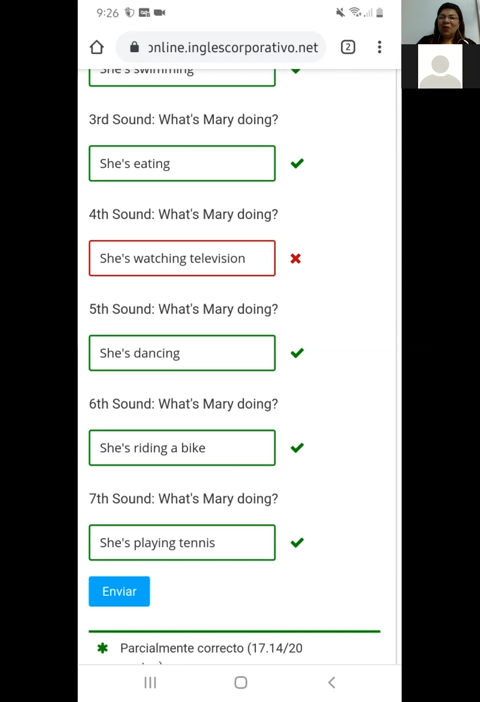 9:26
online.inglescorporativo.net
2
She's swimming
3rd Sound: What's Mary doing?
She's eating
4th Sound: What's Mary doing?
She's watching television
5th Sound: What's Mary doing?
She's dancing
6th Sound: What's Mary doing?
She's riding a bike
7th Sound: What's Mary doing?
She's playing tennis
Enviar
Parcialmente correcto (17.14/20